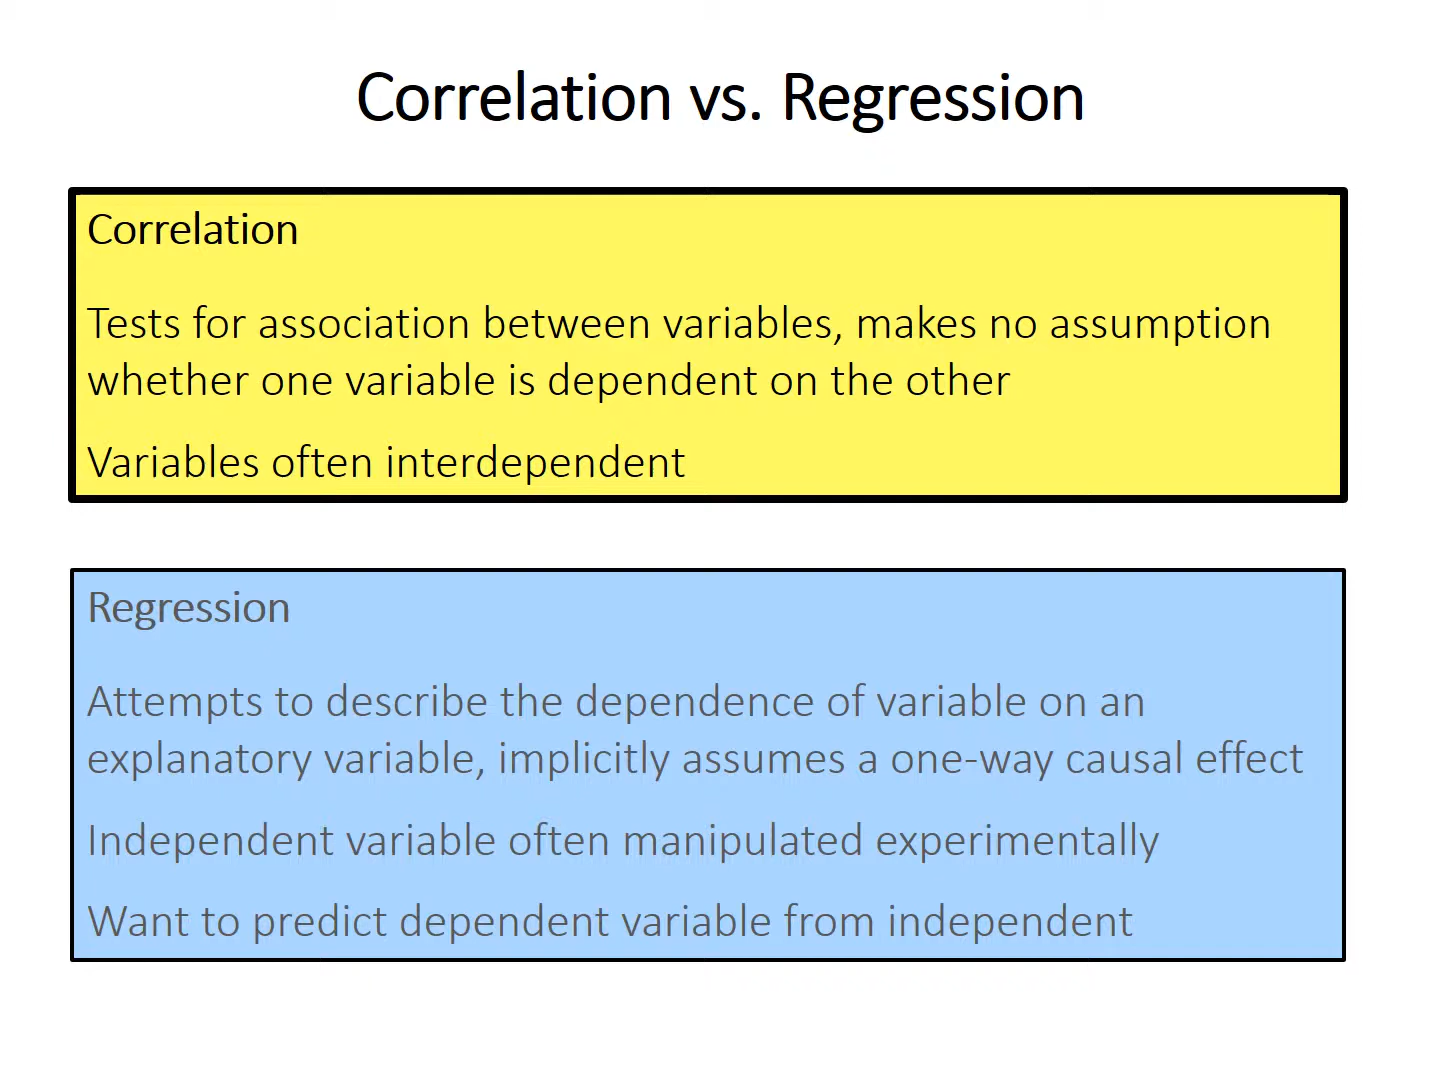 Correlation vs. Regression
Correlation
Tests for association between variables, makes no assumption
whether one variable is dependent on the other
Variables often interdependent
Regression
Attempts to describe the dependence of variable on an
explanatory variable, implicitly assumes a one-way causal effect
Independent variable often manipulated experimentally
Want to predict dependent variable from independent